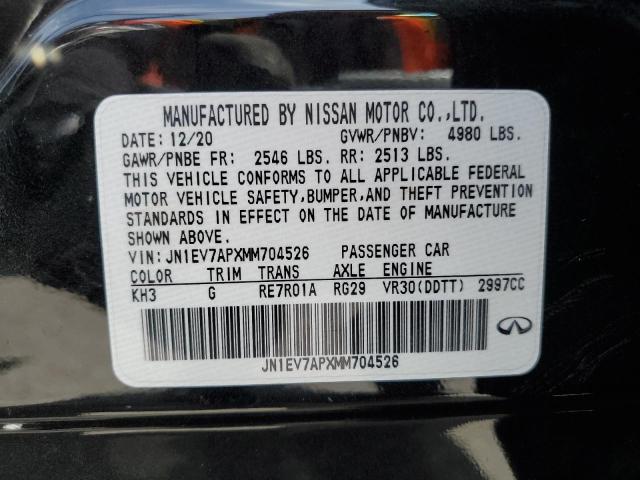 MANUFACTURED BY NISSAN MOTOR CO.,LTD.
DATE: 12/20 GVWR/PNBV: 4980 LBS.
GAWR/PNBE FR: 2546 LBS. RR: 2513 LBS.
THIS VEHICLE CONFORMS TO ALL APPLICABLE FEDERAL
MOTOR VEHICLE SAFETY,BUMPER,AND THEFT PREVENTION
STANDARDS IN EFFECT ON THE DATE OF MANUFACTURE
SHOWN ABOVE.
VIN: JN1EV7APXMM704526 PASSENGER CAR
COLOR TRIM TRANS AXLE ENGINE
KH3 G RE7R01A RG29 VR30(DDTT) 2997CC
JN1EV7APXMM704526